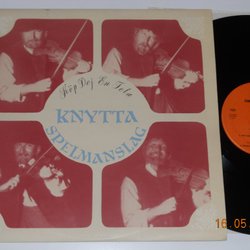 Köp Dej En Fela
KNYTTA
SPELMANSLAG
16.05